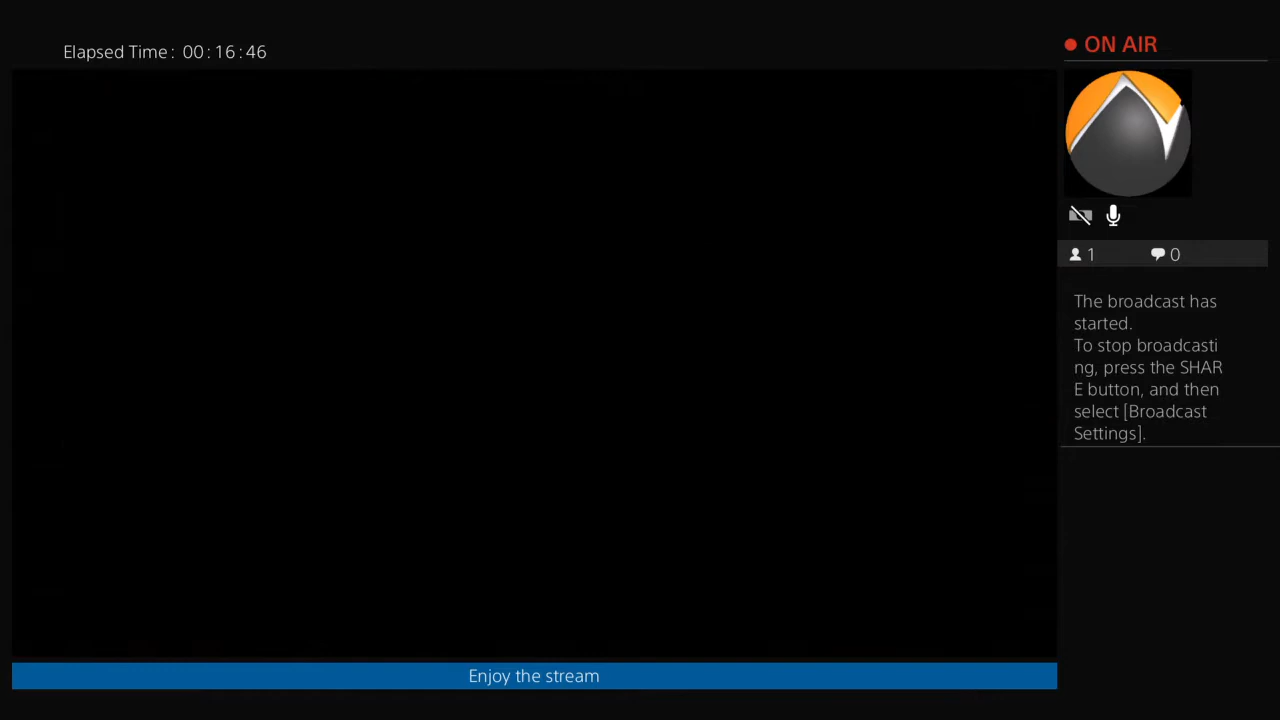 Elapsed Time: 00:16:46
ON AIR
1
0
The broadcast has
started.
To stop broadcasti
ng, press the SHAR
E button, and then
select [Broadcast
Settings].
Enjoy the stream